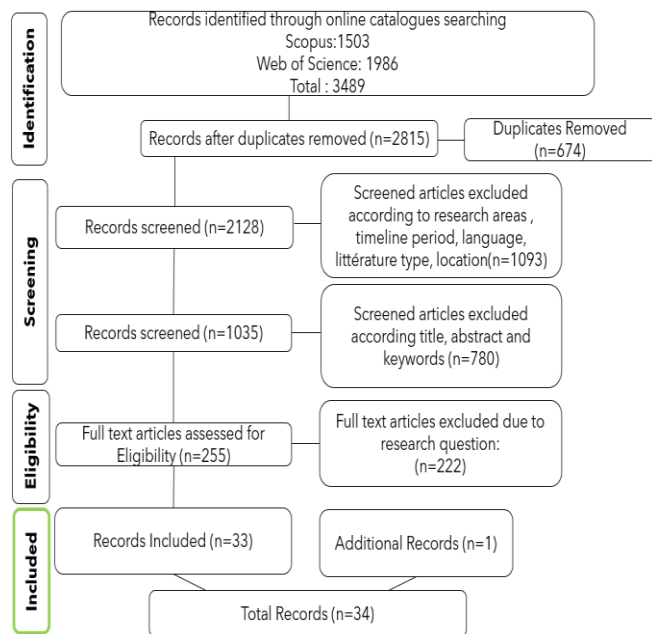 Identification
Records identified through online catalogues searching
Scopus:1503
Web of Science: 1986
Total : 3489
Records after duplicates removed (n=2815)
Duplicates Removed
(n=674)
Screening
Records screened (n=2128)
Screened articles excluded
according to research areas ,
timeline period, language,
littérature type, location(n=1093)
Records screened (n=1035)
Screened articles excluded
according title, abstract and
keywords (n=780)
Eligibility
Full text articles assessed for
Eligibility (n=255)
Full text articles excluded due to
research question:
(n=222)
Included
Records Included (n=33)
Additional Records (n=1)
Total Records (n=34)